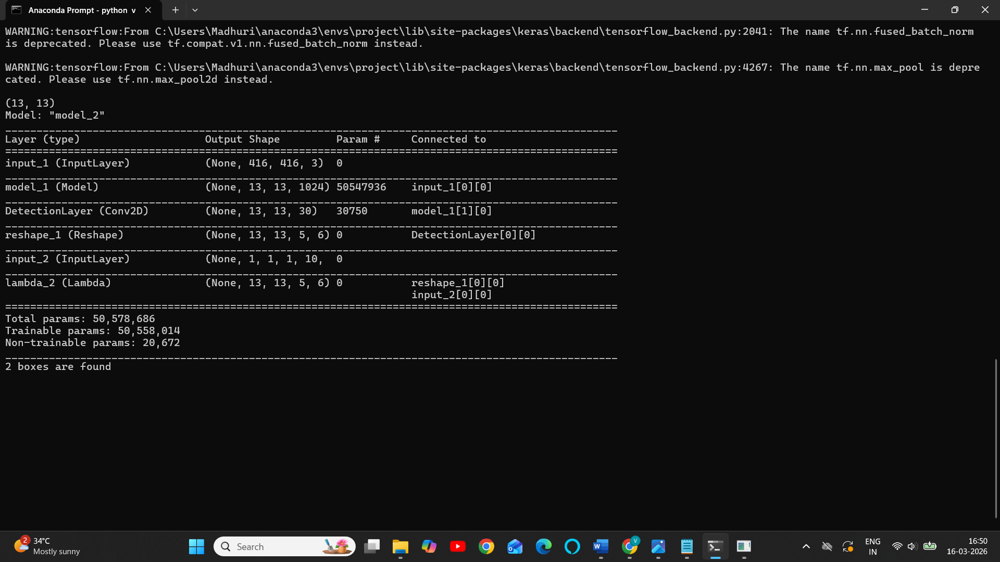 Anaconda Prompt - python v
WARNING:tensorflow:From C:\Users\Madhuri\anaconda3\envs\project\lib\site-packages\keras\backend\tensorflow_backend.py:2041: The name tf.nn.fused_batch_norm
is deprecated. Please use tf.compat.v1.nn.fused_batch_norm instead.
WARNING:tensorflow:From C:\Users\Madhuri\anaconda3\envs\project\lib\site-packages\keras\backend\tensorflow_backend.py:4267: The name tf.nn.max_pool is depre
cated. Please use tf.nn.max_pool2d instead.
(13, 13)
Model: "model_2"
__________________________________________________________________________________________________
Layer (type)                    Output Shape         Param #     Connected to
==================================================================================================
input_1 (InputLayer)            (None, 416, 416, 3)  0
__________________________________________________________________________________________________
model_1 (Model)                 (None, 13, 13, 1024) 50547936    input_1[0][0]
__________________________________________________________________________________________________
DetectionLayer (Conv2D)         (None, 13, 13, 30)   30750       model_1[1][0]
__________________________________________________________________________________________________
reshape_1 (Reshape)             (None, 13, 13, 5, 6) 0           DetectionLayer[0][0]
__________________________________________________________________________________________________
input_2 (InputLayer)            (None, 1, 1, 1, 10,  0
__________________________________________________________________________________________________
lambda_2 (Lambda)               (None, 13, 13, 5, 6) 0           reshape_1[0][0]
                                                                 input_2[0][0]
==================================================================================================
Total params: 50,578,686
Trainable params: 50,558,014
Non-trainable params: 20,672
__________________________________________________________________________________________________
2 boxes are found
2
34°C
Mostly sunny
Search
V
ENG
IN
16:50
16-03-2026